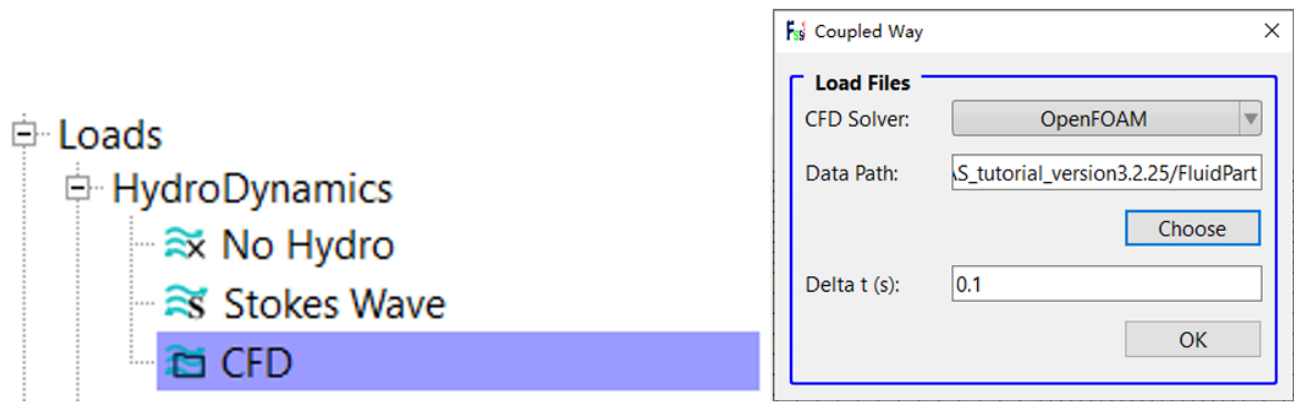 Loads
HydroDynamics
No Hydro
Stokes Wave
CFD
Coupled Way
Load Files
CFD Solver: OpenFOAM
Data Path: \S_tutorial_version3.2.25/FluidPart
Choose
Delta t (s): 0.1
OK